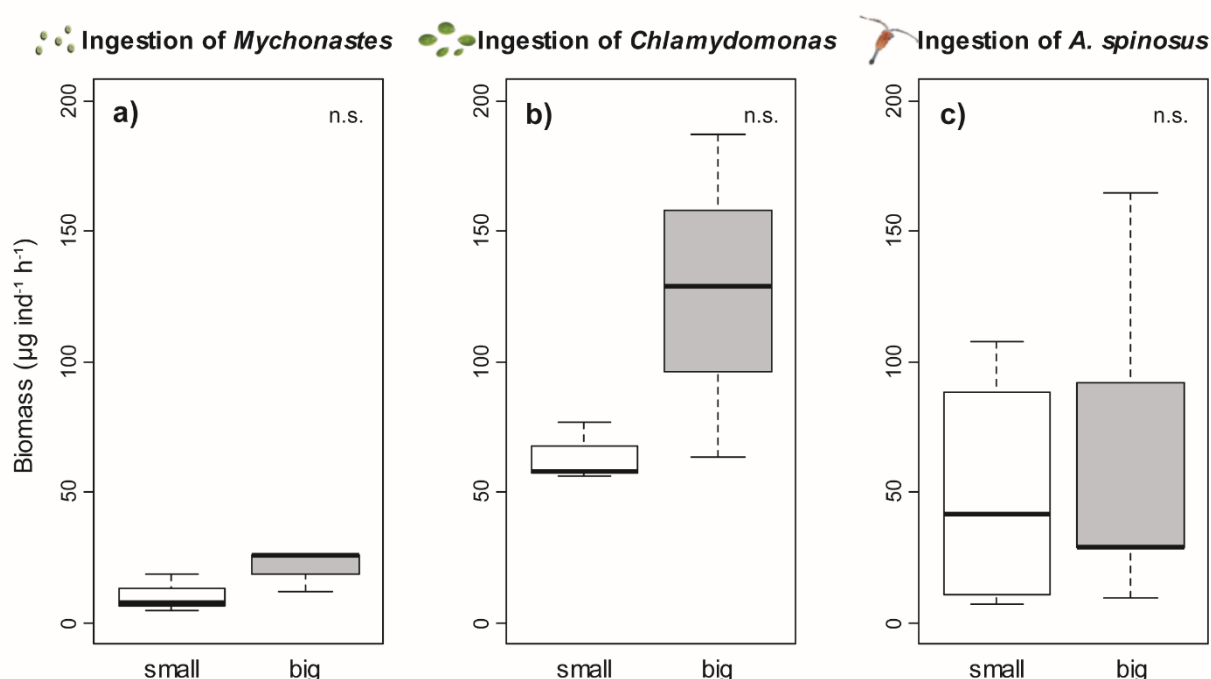 Ingestion of Mychonastes
Ingestion of Chlamydomonas
Ingestion of A. spinosus
Biomass (µg ind⁻¹ h⁻¹)
a)
n.s.
200
150
100
50
0
small
big
b)
n.s.
200
150
100
50
0
small
big
c)
n.s.
200
150
100
50
0
small
big